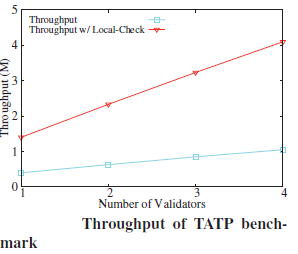 5
Throughput
Throughput w/ Local-Check
4
3
2
1
0
Throughput (M)
1 2 3 4
Number of Validators
Throughput of TATP bench-
mark